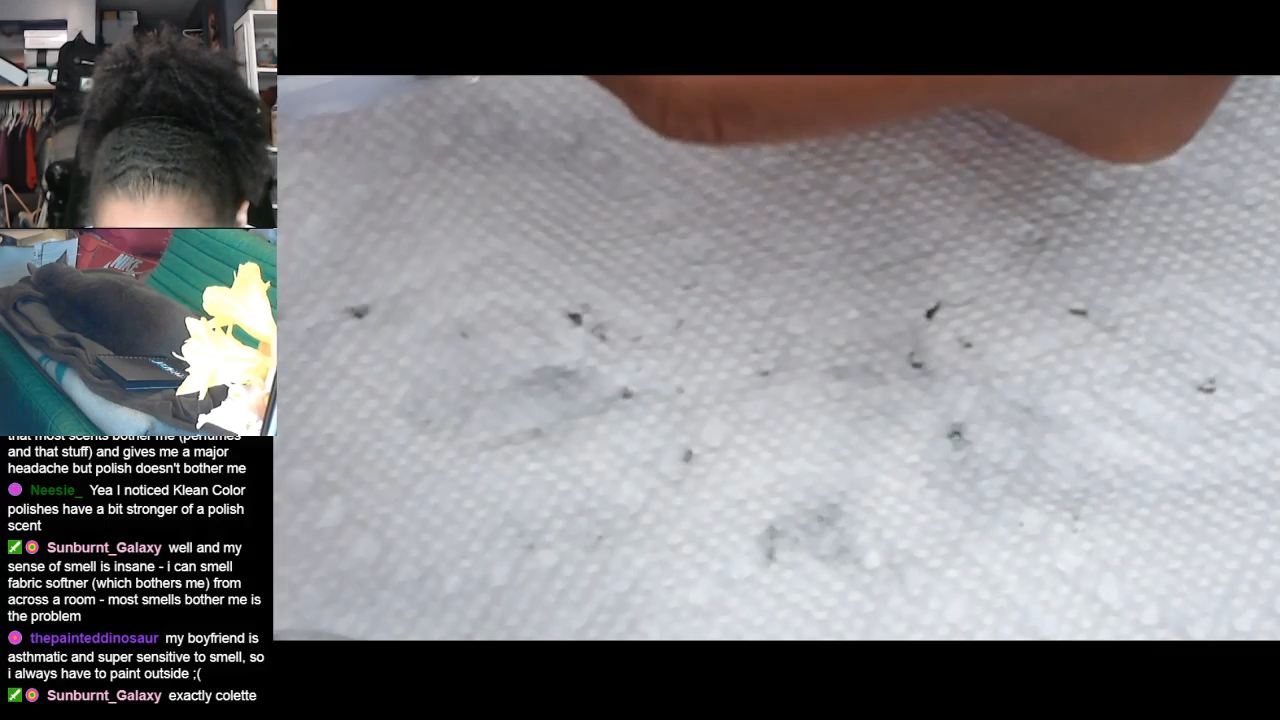 that most scents bother me (perfumes
and that stuff) and gives me a major
headache but polish doesn't bother me
Neesie_ Yea I noticed Klean Color
polishes have a bit stronger of a polish
scent
Sunburnt_Galaxy well and my
sense of smell is insane - i can smell
fabric softner (which bothers me) from
across a room - most smells bother me is
the problem
thepainteddinosaur my boyfriend is
asthmatic and super sensitive to smell, so
i always have to paint outside ;(
Sunburnt_Galaxy exactly colette